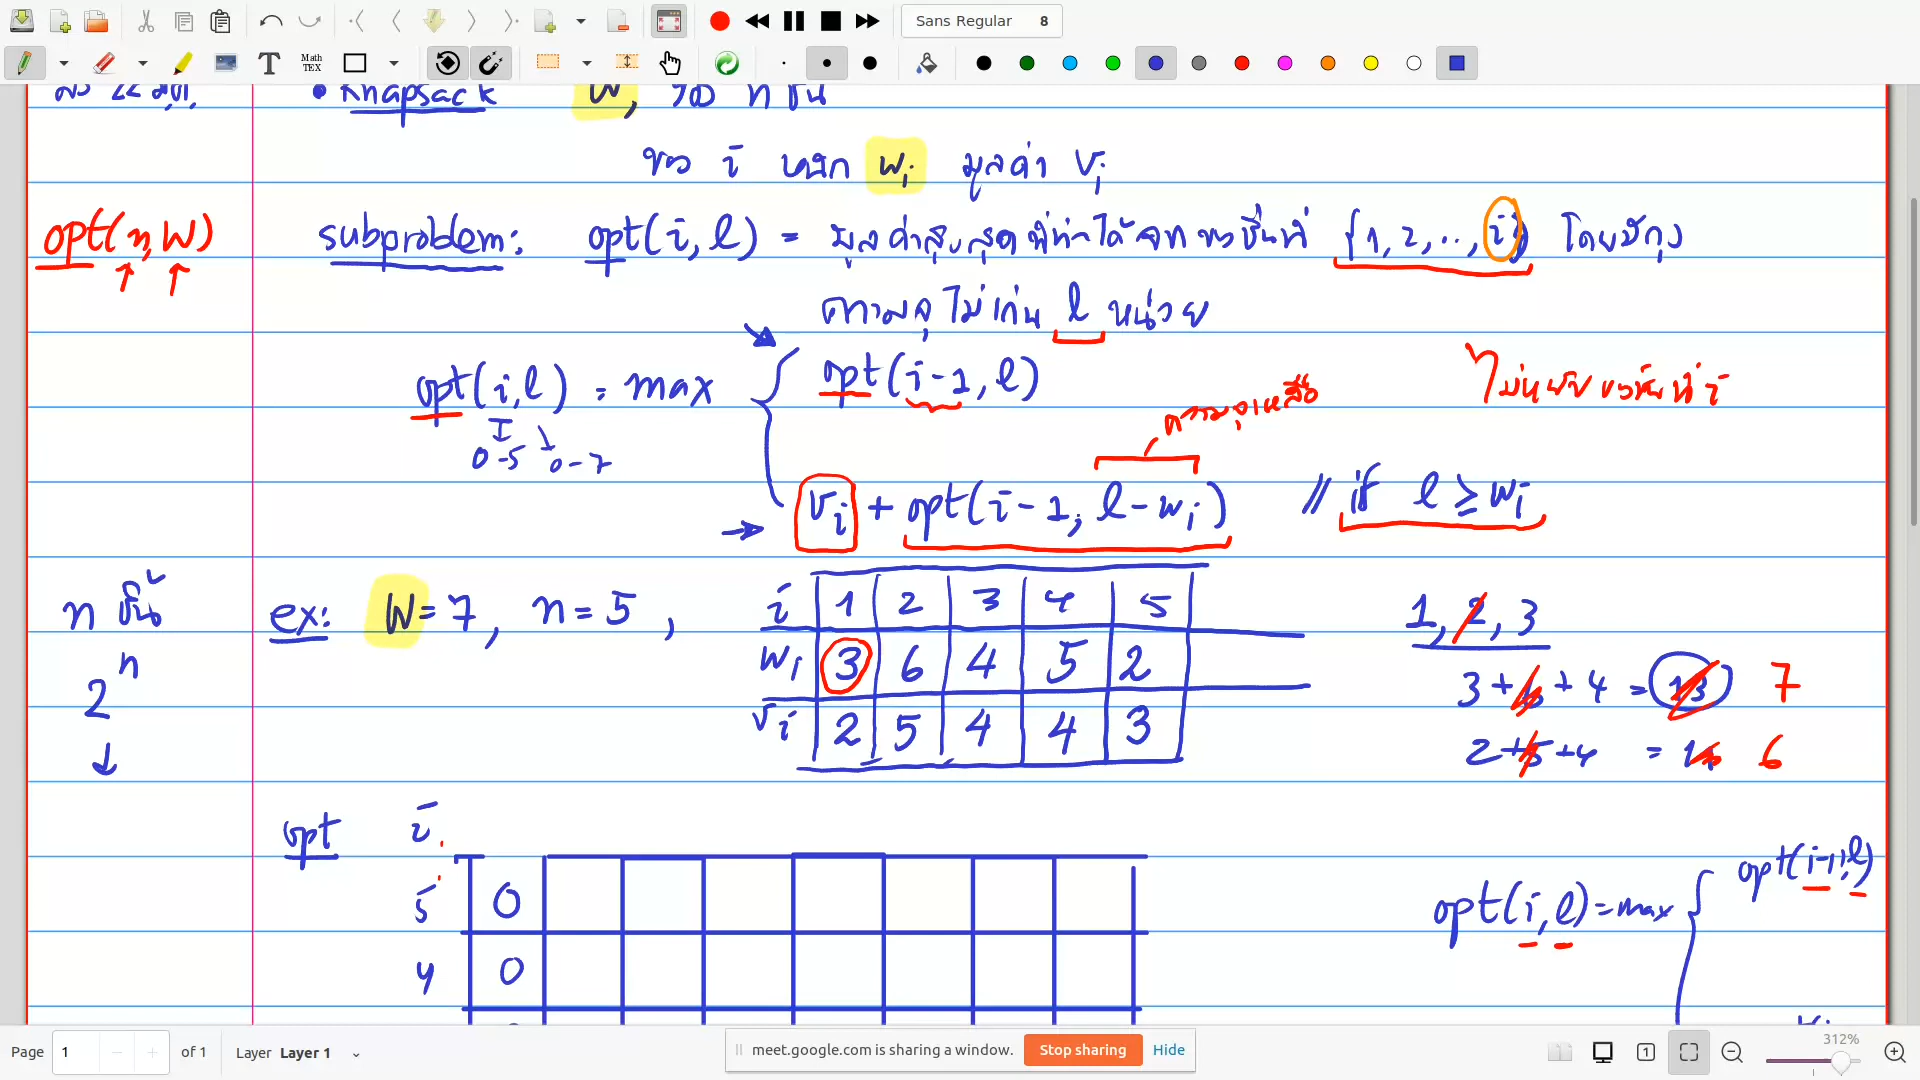 Sans Regular 8
Math
TEX
• Knapsack W, ของ n ชิ้น
ของ i หนัก wᵢ มูลค่า vᵢ
opt(n,W) subproblem: opt(i, l) = มูลค่าสูงสุดที่ทำได้จากของชิ้นที่ {1, 2, .., i} โดยมีถุง
ความจุไม่เกิน l หน่วย
opt(i,l) = max
opt(i-1, l)
ไม่หยิบของชิ้นที่ i
0-5 0-7
ความจุเหลือ
vᵢ + opt(i-1, l-wᵢ) // if l ≥ wᵢ
n ชิ้น
2ⁿ
↓
ex: W=7, n=5,
i 1 2 3 4 5
wᵢ 3 6 4 5 2
vᵢ 2 5 4 4 3
1, 2, 3
3+6+4 = 13 7
2+5+4 = 11 6
opt i
5 0
4 0
opt(i,l)=max
opt(i-1,l)
Page 1 of 1 Layer Layer 1
meet.google.com is sharing a window. Stop sharing Hide
312%